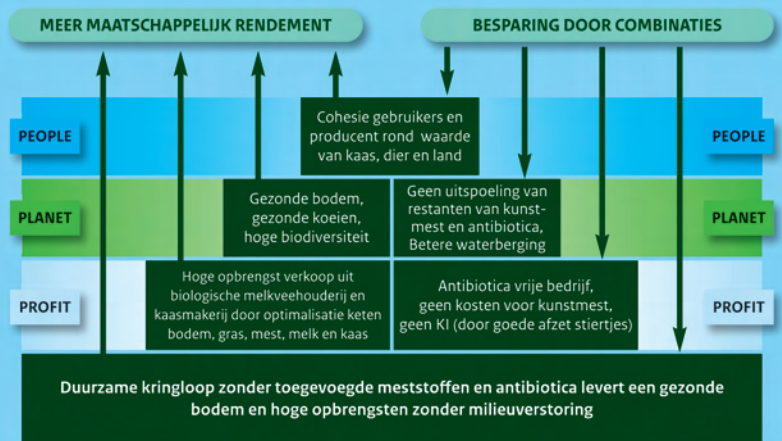 MEER MAATSCHAPPELIJK RENDEMENT
BESPARING DOOR COMBINATIES
PEOPLE
Cohesie gebruikers en
producent rond waarde
van kaas, dier en land
PEOPLE
PLANET
Gezonde bodem,
gezonde koeien,
hoge biodiversiteit
Geen uitspoeling van
restanten van kunst-
mest en antibiotica,
Betere waterberging
PLANET
PROFIT
Hoge opbrengst verkoop uit
biologische melkveehouderij en
kaasmakerij door optimalisatie keten
bodem, gras, mest, melk en kaas
Antibiotica vrije bedrijf,
geen kosten voor kunstmest,
geen KI (door goede afzet stiertjes)
PROFIT
Duurzame kringloop zonder toegevoegde meststoffen en antibiotica levert een gezonde
bodem en hoge opbrengsten zonder milieuverstoring